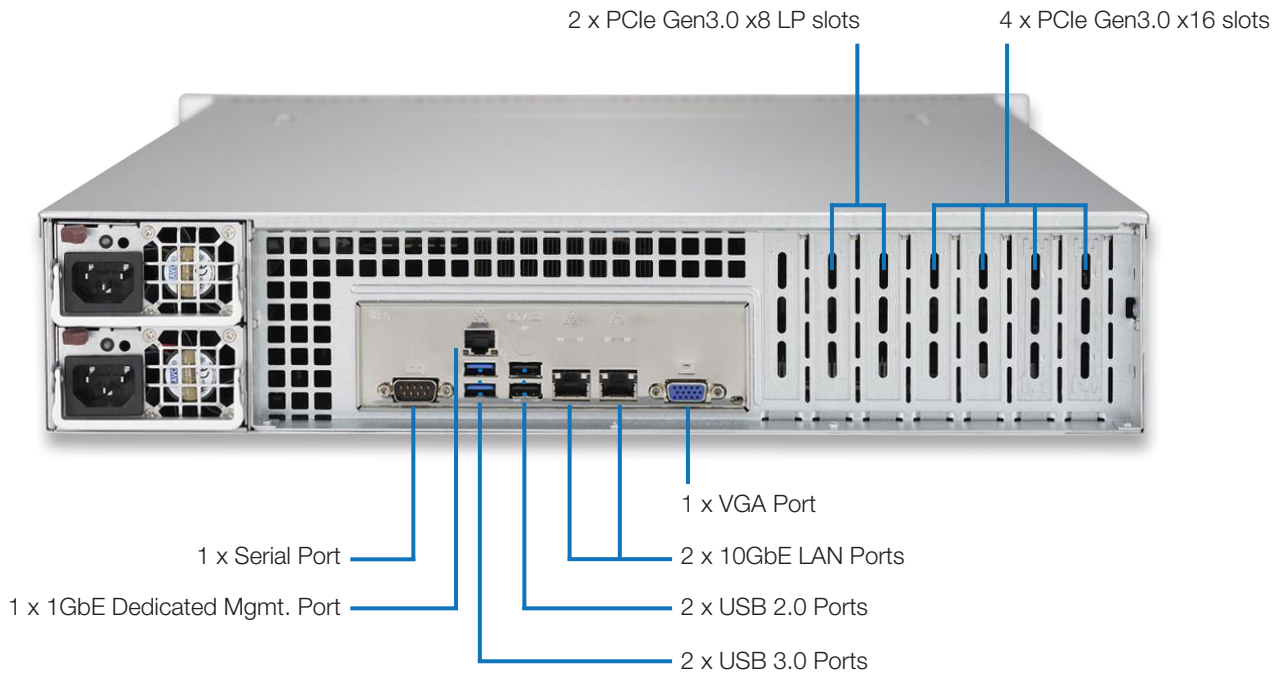 2 x PCIe Gen3.0 x8 LP slots
4 x PCIe Gen3.0 x16 slots
1 x VGA Port
1 x Serial Port
2 x 10GbE LAN Ports
1 x 1GbE Dedicated Mgmt. Port
2 x USB 2.0 Ports
2 x USB 3.0 Ports